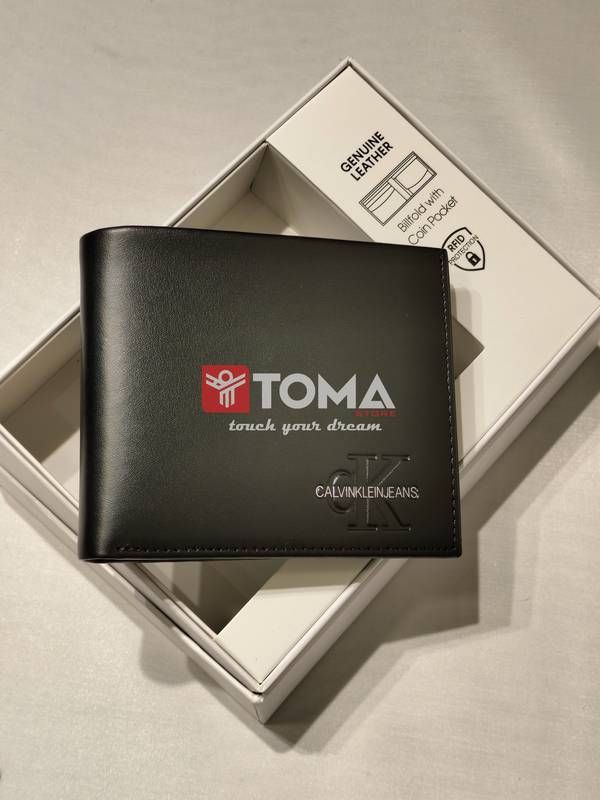 GENUINE
LEATHER
Billfold with
Coin Pocket
RFID
PROTECTION
TOMA
STORE
touch your dream
CK
CALVINKLEINJEANS